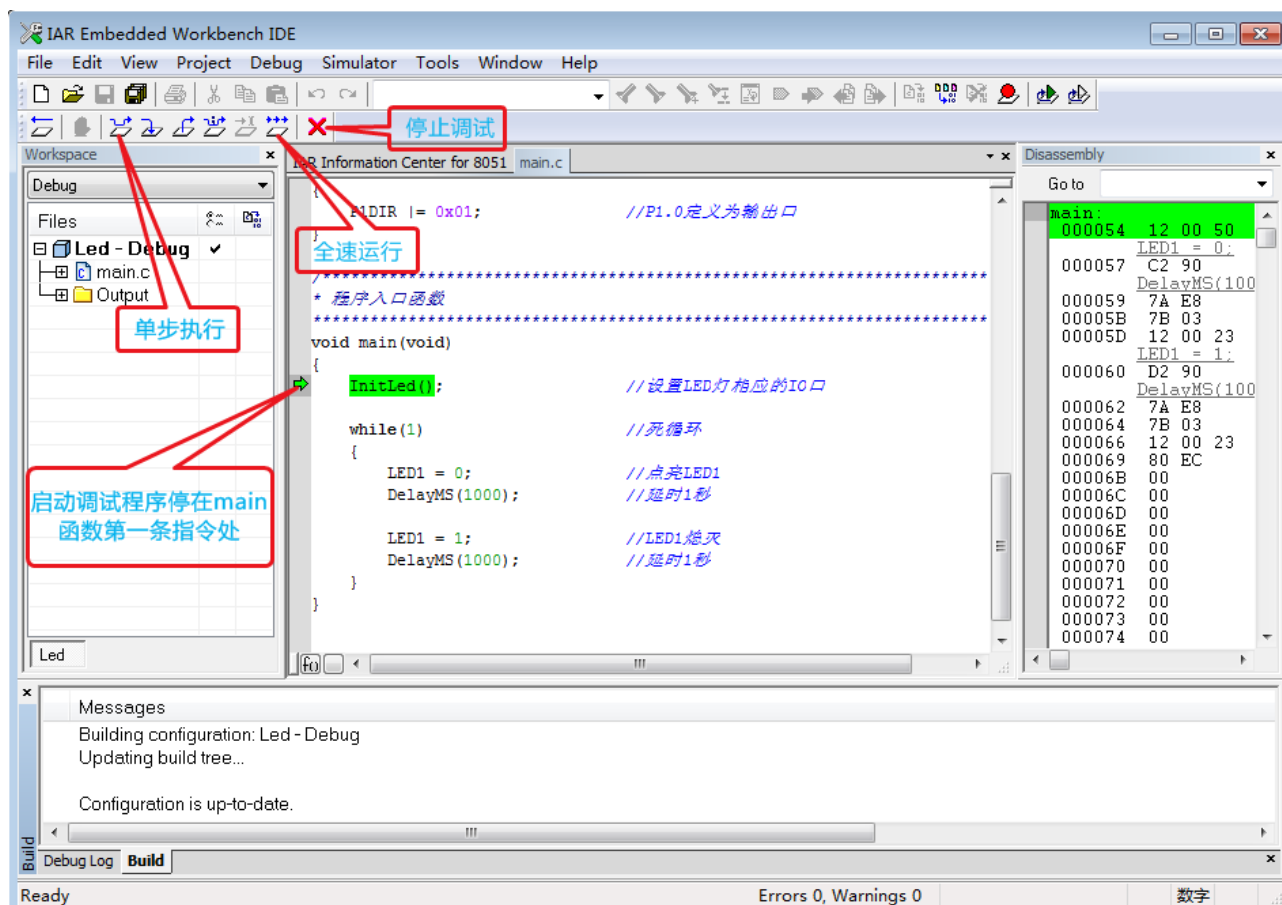 IAR Embedded Workbench IDE
File Edit View Project Debug Simulator Tools Window Help
停止调试
Workspace
IAR Information Center for 8051 main.c
Disassembly
Debug
Go to
Files
Led - Debug
main.c
Output
单步执行
全速运行
启动调试程序停在main
函数第一条指令处
Led
{
P1DIR |= 0x01; //P1.0定义为输出口
}
/**********************************************************************
* 程序入口函数
***********************************************************************
void main(void)
{
InitLed(); //设置LED灯相应的IO口
while(1) //死循环
{
LED1 = 0; //点亮LED1
DelayMS(1000); //延时1秒
LED1 = 1; //LED1熄灭
DelayMS(1000); //延时1秒
}
}
main:
000054 12 00 50
LED1 = 0;
000057 C2 90
DelayMS(100
000059 7A E8
00005B 7B 03
00005D 12 00 23
LED1 = 1;
000060 D2 90
DelayMS(100
000062 7A E8
000064 7B 03
000066 12 00 23
000069 80 EC
00006B 00
00006C 00
00006D 00
00006E 00
00006F 00
000070 00
000071 00
000072 00
000073 00
000074 00
Messages
Building configuration: Led - Debug
Updating build tree...
Configuration is up-to-date.
Build
Debug Log Build
Ready
Errors 0, Warnings 0
数字